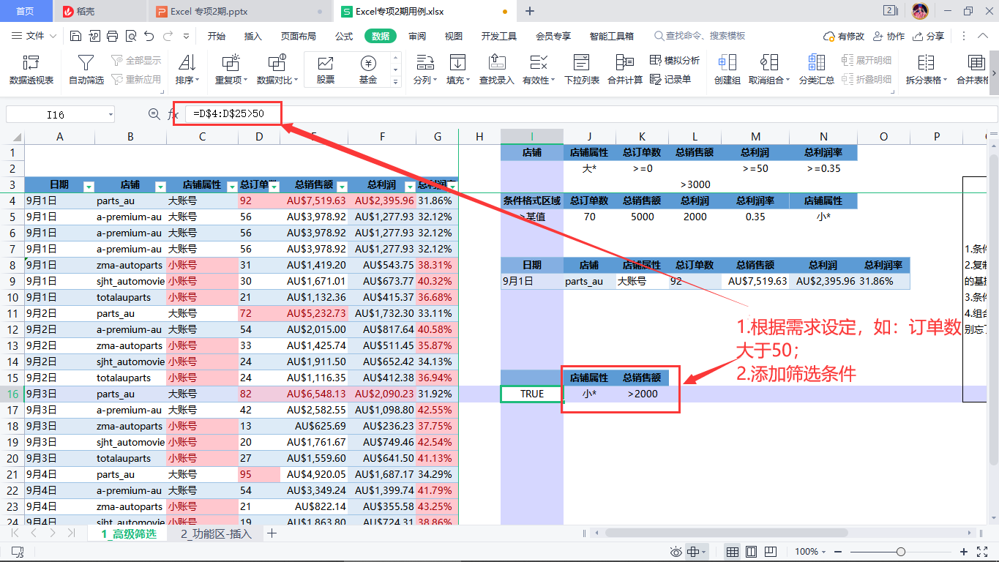 首页 稻壳 Excel 专项2期.pptx Excel专项2期用例.xlsx
文件 开始 插入 页面布局 公式 数据 审阅 视图 开发工具 会员专享 智能工具箱 查找命令、搜索模板 有修改 协作 分享
数据透视表 自动筛选 全部显示 重新应用 排序 重复项 数据对比 股票 基金 分列 填充 查找录入 有效性 下拉列表 合并计算 模拟分析 记录单 创建组 取消组合 分类汇总 展开明细 折叠明细 拆分表格 合并表格
I16 fx =D$4:D$25>50
A B C D E F G H I J K L M N O P
1 店铺 店铺属性 总订单数 总销售额 总利润 总利润率
2 大* >=0 >=50 >=0.35
3 日期 店铺 店铺属性 总订单数 总销售额 总利润 总利润率 >3000
4 9月1日 parts_au 大账号 92 AU$7,519.63 AU$2,395.96 31.86% 条件格式区域 总订单数 总销售额 总利润 总利润率 店铺属性
5 9月1日 a-premium-au 大账号 56 AU$3,978.92 AU$1,277.93 32.12% >某值 70 5000 2000 0.35 小*
6 9月1日 a-premium-au 大账号 56 AU$3,978.92 AU$1,277.93 32.12%
7 9月1日 a-premium-au 大账号 56 AU$3,978.92 AU$1,277.93 32.12% 1.条件
8 9月1日 zma-autoparts 小账号 31 AU$1,419.20 AU$543.75 38.31% 日期 店铺 店铺属性 总订单数 总销售额 总利润 总利润率 2.复制
9 9月1日 sjht_automovie 小账号 30 AU$1,671.01 AU$673.77 40.32% 9月1日 parts_au 大账号 92 AU$7,519.63 AU$2,395.96 31.86% 的基
10 9月1日 totalauparts 小账号 21 AU$1,132.36 AU$415.37 36.68% 3.条件
11 9月2日 parts_au 大账号 72 AU$5,232.73 AU$1,732.30 33.11% 4.组合
12 9月2日 a-premium-au 大账号 54 AU$2,015.00 AU$817.64 40.58% 别忘
13 9月2日 zma-autoparts 小账号 33 AU$1,425.74 AU$511.45 35.87%
14 9月2日 sjht_automovie 小账号 24 AU$1,911.50 AU$652.42 34.13%
15 9月2日 totalauparts 小账号 24 AU$1,116.35 AU$412.38 36.94% 店铺属性 总销售额
16 9月3日 parts_au 大账号 82 AU$6,548.13 AU$2,090.23 31.92% TRUE 小* >2000
17 9月3日 a-premium-au 大账号 42 AU$2,582.55 AU$1,098.80 42.55%
18 9月3日 zma-autoparts 小账号 13 AU$625.69 AU$236.23 37.75%
19 9月3日 sjht_automovie 小账号 20 AU$1,761.67 AU$749.46 42.54%
20 9月3日 totalauparts 小账号 27 AU$1,559.60 AU$641.50 41.13%
21 9月4日 parts_au 大账号 95 AU$4,920.05 AU$1,687.17 34.29%
22 9月4日 a-premium-au 大账号 54 AU$3,349.24 AU$1,399.74 41.79%
23 9月4日 zma-autoparts 小账号 21 AU$822.14 AU$355.58 43.25%
24 9月4日 sjht_automovie 小账号 19 AU$1,863.80 AU$724.31 38.86%
1.根据需求设定，如：订单数
大于50；
2.添加筛选条件
1_高级筛选 2_功能区-插入
100%